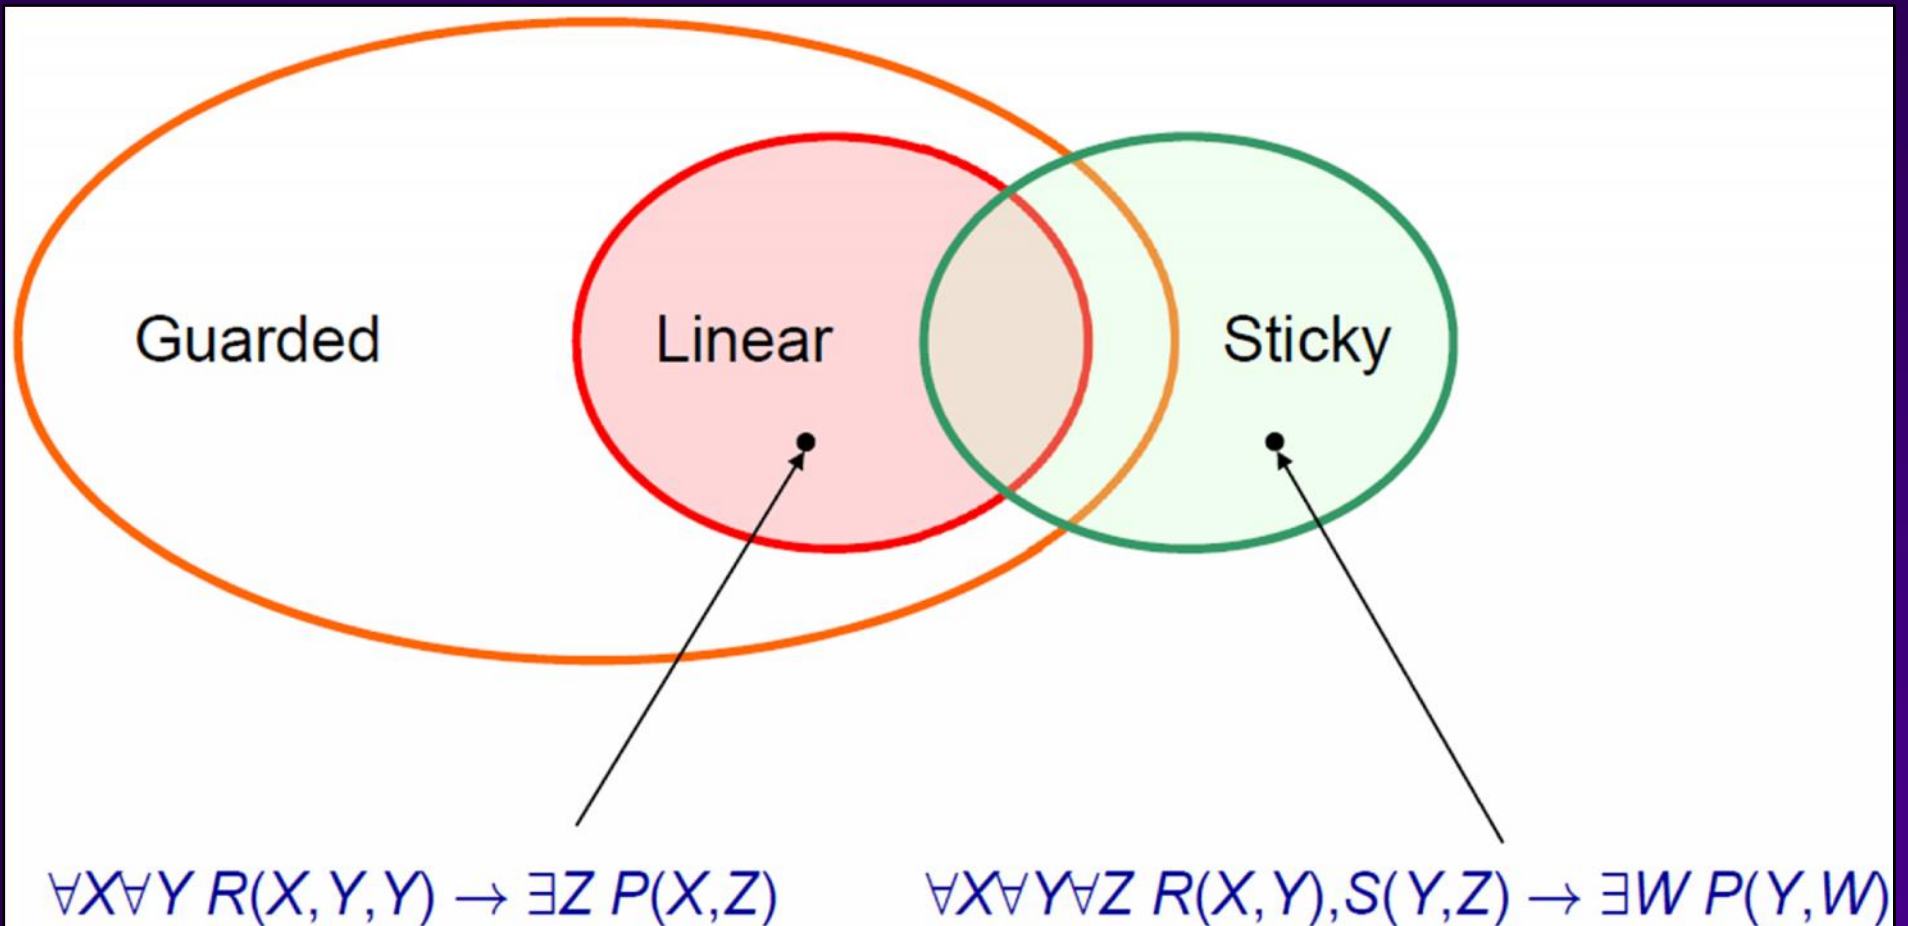 Guarded
Linear
Sticky
∀X∀Y R(X,Y,Y) → ∃Z P(X,Z)
∀X∀Y∀Z R(X,Y),S(Y,Z) → ∃W P(Y,W)